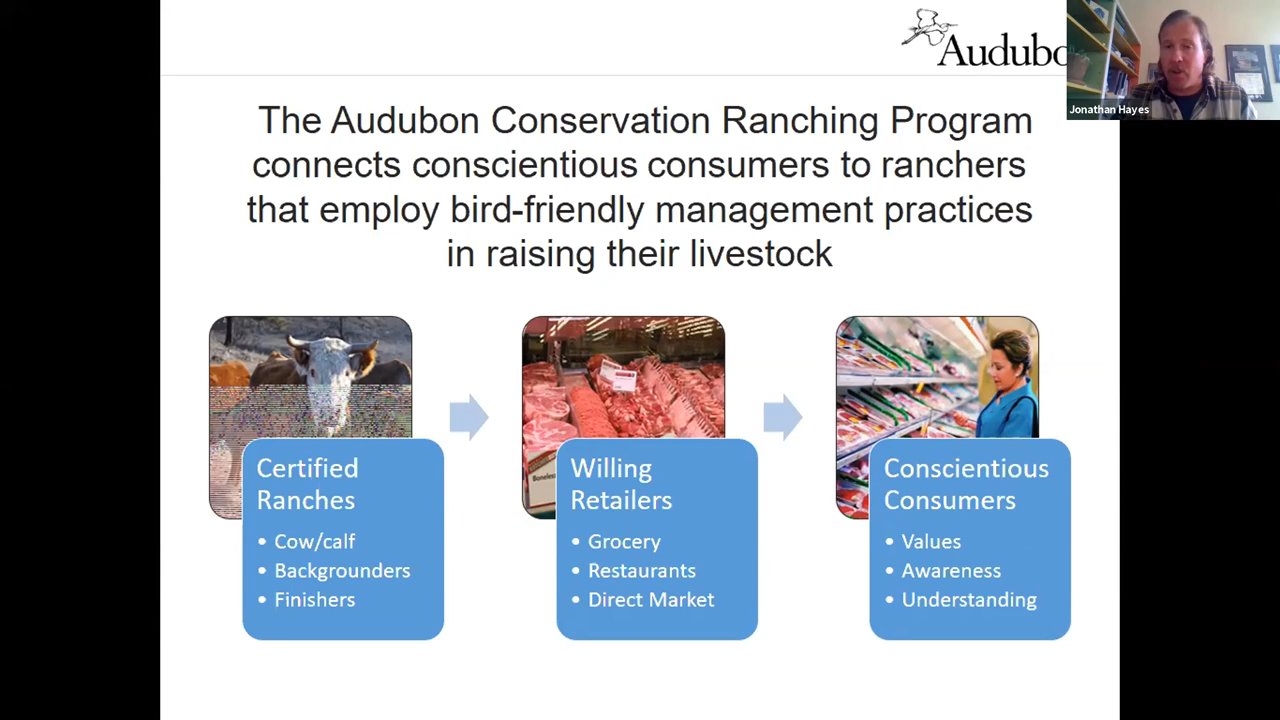 Audubo
Jonathan Hayes
The Audubon Conservation Ranching Program
connects conscientious consumers to ranchers
that employ bird-friendly management practices
in raising their livestock
Certified
Ranches
• Cow/calf
• Backgrounders
• Finishers
Boneless
Willing
Retailers
• Grocery
• Restaurants
• Direct Market
Conscientious
Consumers
• Values
• Awareness
• Understanding